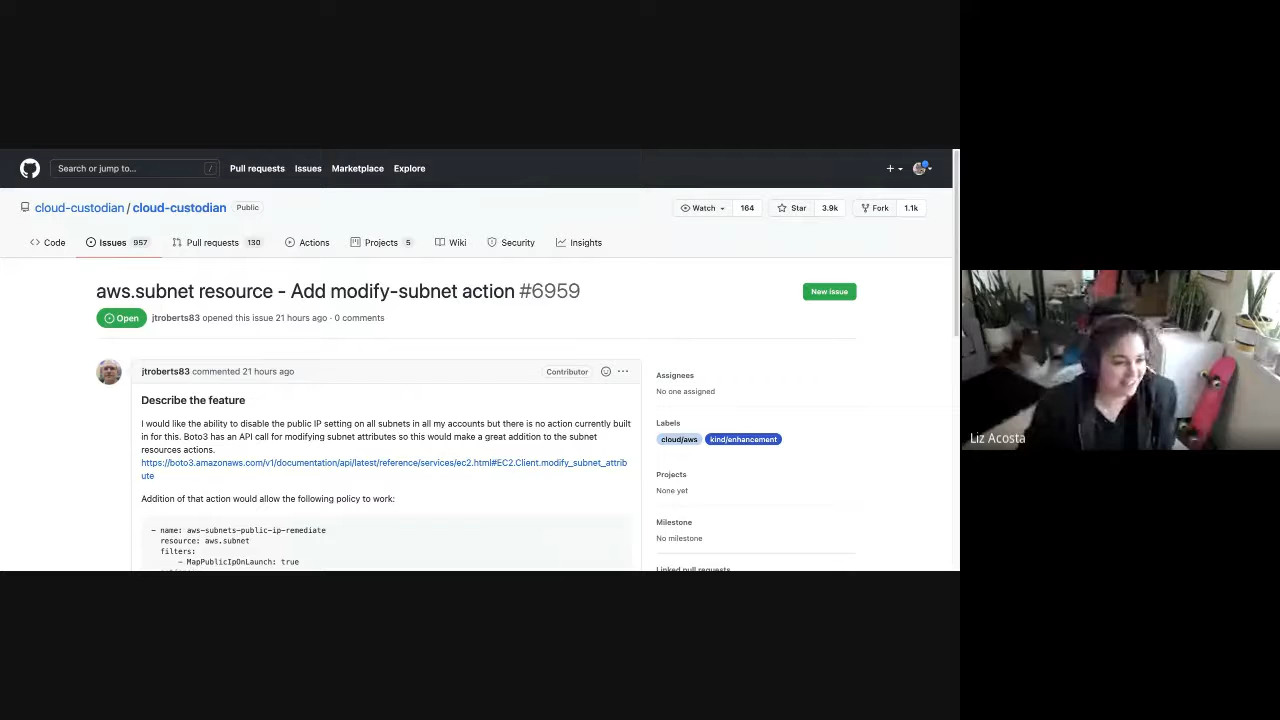 Search or jump to... / Pull requests Issues Marketplace Explore
cloud-custodian / cloud-custodian Public Watch 164 Star 3.9k Fork 1.1k
Code Issues 957 Pull requests 130 Actions Projects 5 Wiki Security Insights
aws.subnet resource - Add modify-subnet action #6959
New issue
Open jtroberts83 opened this issue 21 hours ago · 0 comments
jtroberts83 commented 21 hours ago Contributor
Describe the feature
I would like the ability to disable the public IP setting on all subnets in all my accounts but there is no action currently built
in for this. Boto3 has an API call for modifying subnet attributes so this would make a great addition to the subnet
resources actions.
https://boto3.amazonaws.com/v1/documentation/api/latest/reference/services/ec2.html#EC2.Client.modify_subnet_attrib
ute
Addition of that action would allow the following policy to work:
- name: aws-subnets-public-ip-remediate
resource: aws.subnet
filters:
- MapPublicIpOnLaunch: true
Assignees
No one assigned
Labels
cloud/aws kind/enhancement
Projects
None yet
Milestone
No milestone
Linked pull requests
Liz Acosta